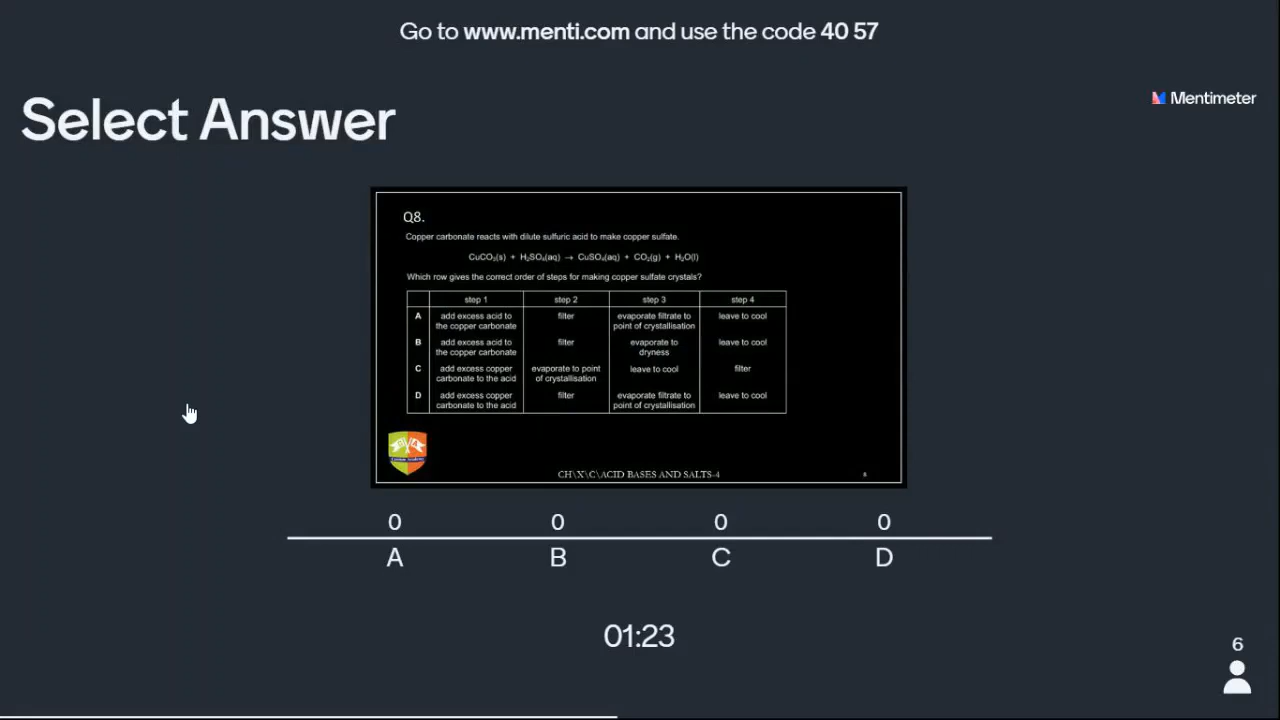 Go to www.menti.com and use the code 40 57
Mentimeter
Select Answer
Q8.
Copper carbonate reacts with dilute sulfuric acid to make copper sulfate.
CuCO₃(s) + H₂SO₄(aq) → CuSO₄(aq) + CO₂(g) + H₂O(l)
Which row gives the correct order of steps for making copper sulfate crystals?
step 1 step 2 step 3 step 4
A add excess acid to filter evaporate filtrate to leave to cool
the copper carbonate point of crystallisation
B add excess acid to filter evaporate to leave to cool
the copper carbonate dryness
C add excess copper evaporate to point leave to cool filter
carbonate to the acid of crystallisation
D add excess copper filter evaporate filtrate to leave to cool
carbonate to the acid point of crystallisation
CH\X\C\ACID BASES AND SALTS-4
8
0 0 0 0
A B C D
01:23
6